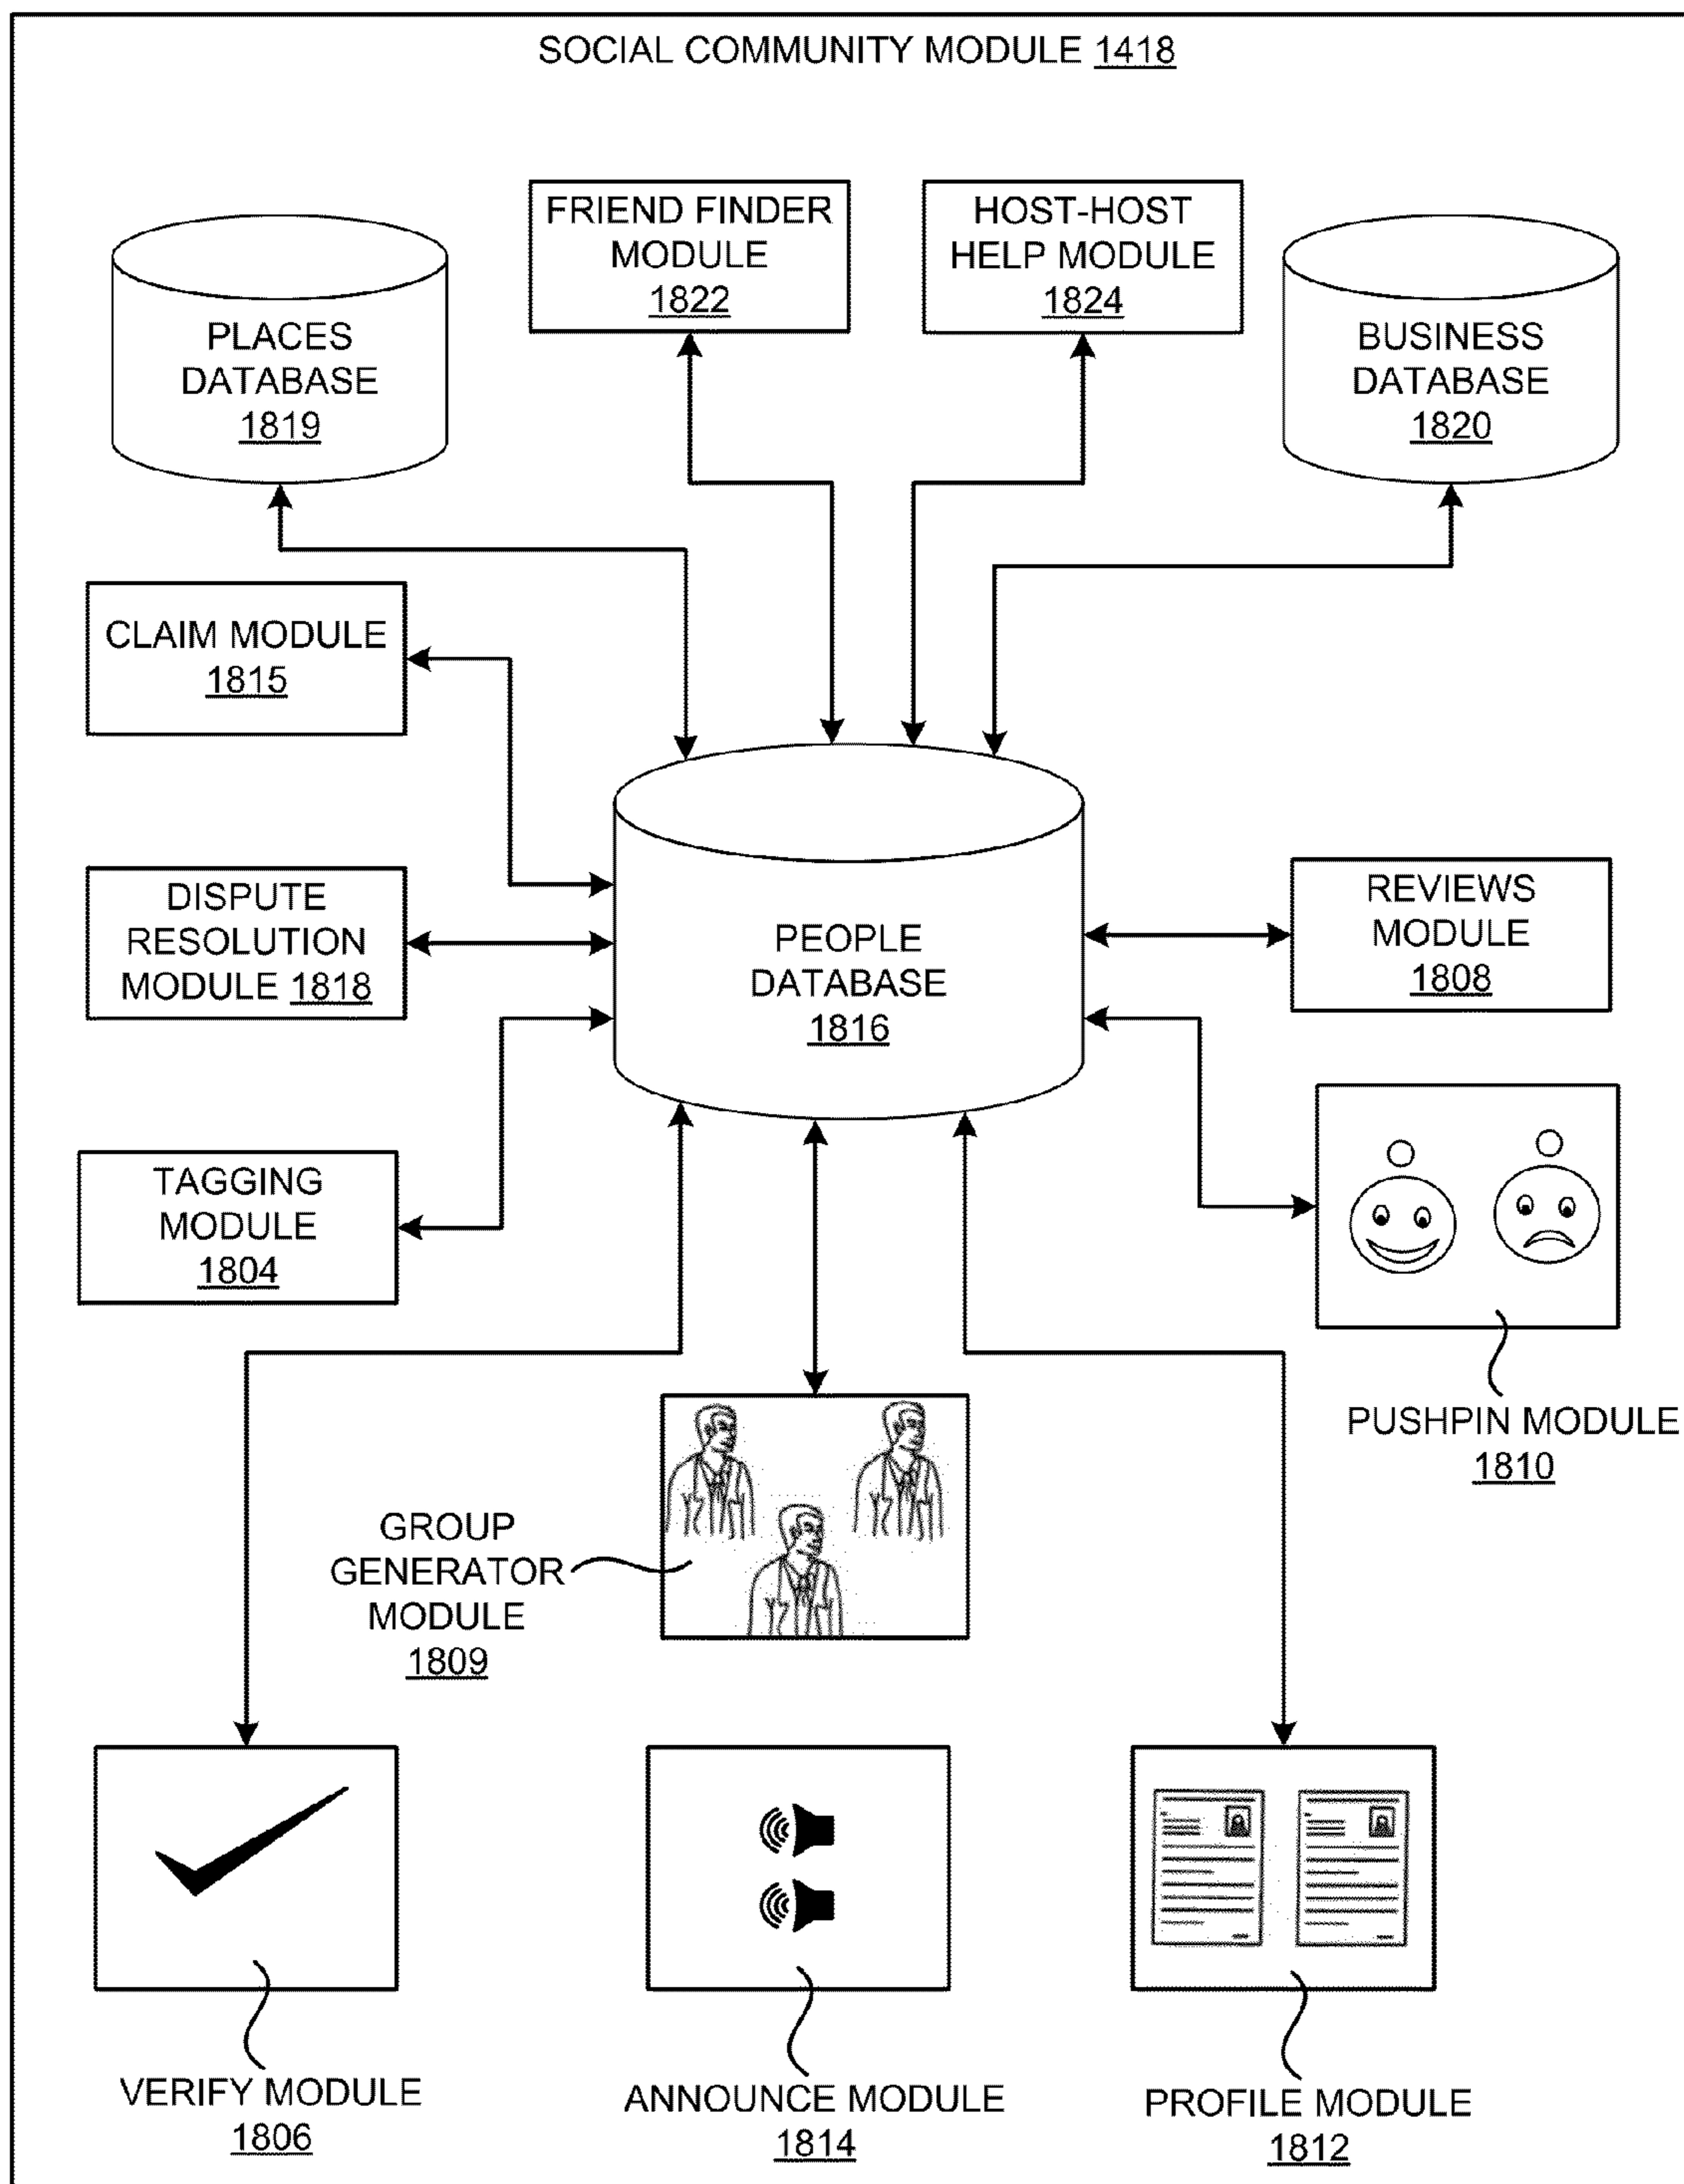 SOCIAL COMMUNITY MODULE 1418
FRIEND FINDER
MODULE
1822
HOST-HOST
HELP MODULE
1824
PLACES
DATABASE
1819
BUSINESS
DATABASE
1820
CLAIM MODULE
1815
DISPUTE
RESOLUTION
MODULE 1818
PEOPLE
DATABASE
1816
REVIEWS
MODULE
1808
TAGGING
MODULE
1804
PUSHPIN MODULE
1810
GROUP
GENERATOR
MODULE
1809
VERIFY MODULE
1806
ANNOUNCE MODULE
1814
PROFILE MODULE
1812